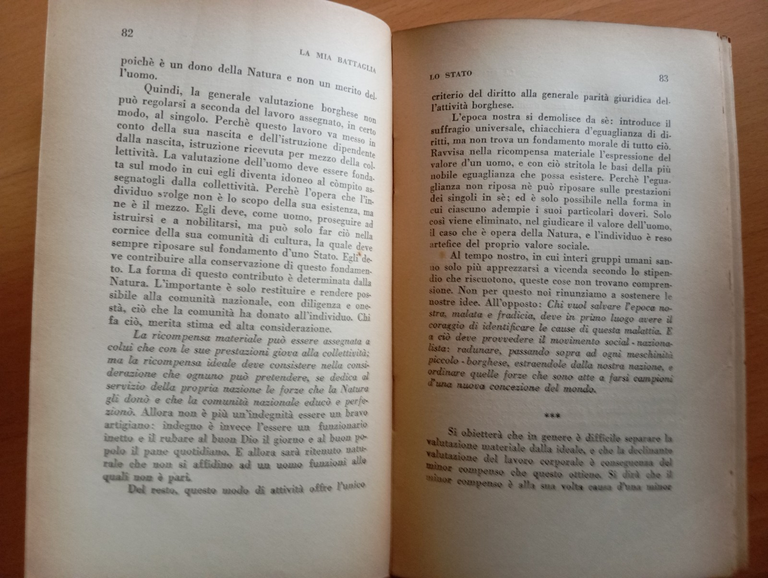 82
LA MIA BATTAGLIA
poichè è un dono della Natura e non un merito del-
l'uomo.
Quindi, la generale valutazione borghese non
può regolarsi a seconda del lavoro assegnato, in certo
modo, al singolo. Perchè questo lavoro va messo in
conto della sua nascita e dell'istruzione dipendente
dalla nascita, istruzione ricevuta per mezzo della col-
lettività. La valutazione dell'uomo deve essere fonda-
ta sul modo in cui egli diventa idoneo al còmpito as-
segnatogli dalla collettività. Perchè l'opera che l'in-
dividuo svolge non è lo scopo della sua esistenza, ma
ne è il mezzo. Egli deve, come uomo, proseguire ad
istruirsi e a nobilitarsi, ma può solo far ciò nella
cornice della sua comunità di cultura, la quale deve
sempre riposare sul fondamento d'uno Stato. Egli de-
ve contribuire alla conservazione di questo fondamen-
to. La forma di questo contributo è determinata dalla
Natura. L'importante è solo restituire e rendere pos-
sibile alla comunità nazionale, con diligenza e one-
stà, ciò che la comunità ha donato all'individuo. Chi
fa ciò, merita stima ed alta considerazione.
La ricompensa materiale può essere assegnata a
colui che con le sue prestazioni giova alla collettività;
ma la ricompensa ideale deve consistere nella consi-
derazione che ognuno può pretendere, se dedica al
servizio della propria nazione le forze che la Natura
gli donò e che la comunità nazionale educò e perfe-
zionò. Allora non è più un'indegnità essere un bravo
artigiano: indegno è invece l'essere un funzionario
inetto e il rubare al buon Dio il giorno e al buon po-
polo il pane quotidiano. E allora sarà ritenuto natu-
rale che non si affidino ad un uomo funzioni alle
quali non è pari.
Del resto, questo modo di attività offre l'unico
LO STATO
83
criterio del diritto alla generale parità giuridica del-
l'attività borghese.
L'epoca nostra si demolisce da sè: introduce il
suffragio universale, chiacchiera d'eguaglianza di di-
ritti, ma non trova un fondamento morale di tutto ciò.
Ravvisa nella ricompensa materiale l'espressione del
valore d'un uomo, e con ciò stritola le basi della più
nobile eguaglianza che possa esistere. Perchè l'egua-
glianza non riposa nè può riposare sulle prestazioni
dei singoli in sè; ed è solo possibile nella forma in
cui ciascuno adempie i suoi particolari doveri. Solo
così viene eliminato, nel giudicare il valore dell'uomo,
il caso che è opera della Natura, e l'individuo è reso
artefice del proprio valore sociale.
Al tempo nostro, in cui interi gruppi umani san-
no solo più apprezzarsi a vicenda secondo lo stipen-
dio che riscuotono, queste cose non trovano compren-
sione. Non per questo noi rinunziamo a sostenere le
nostre idee. All'opposto: Chi vuol salvare l'epoca no-
stra, malata e fradicia, deve in primo luogo avere il
coraggio di identificare le cause di questa malattia. E
a ciò deve provvedere il movimento social-naziona-
lista: radunare, passando sopra ad ogni meschinità
piccolo-borghese, estraendole dalla nostra nazione, e
ordinare quelle forze che sono atte a farsi campioni
d'una nuova concezione del mondo.
***
Si obietterà che in genere è difficile separare la
valutazione materiale dalla ideale, e che la declinante
valutazione del lavoro corporale è conseguenza del
minor compenso che questo ottiene. Si dirà che il
minor compenso è alla sua volta causa d'una minor